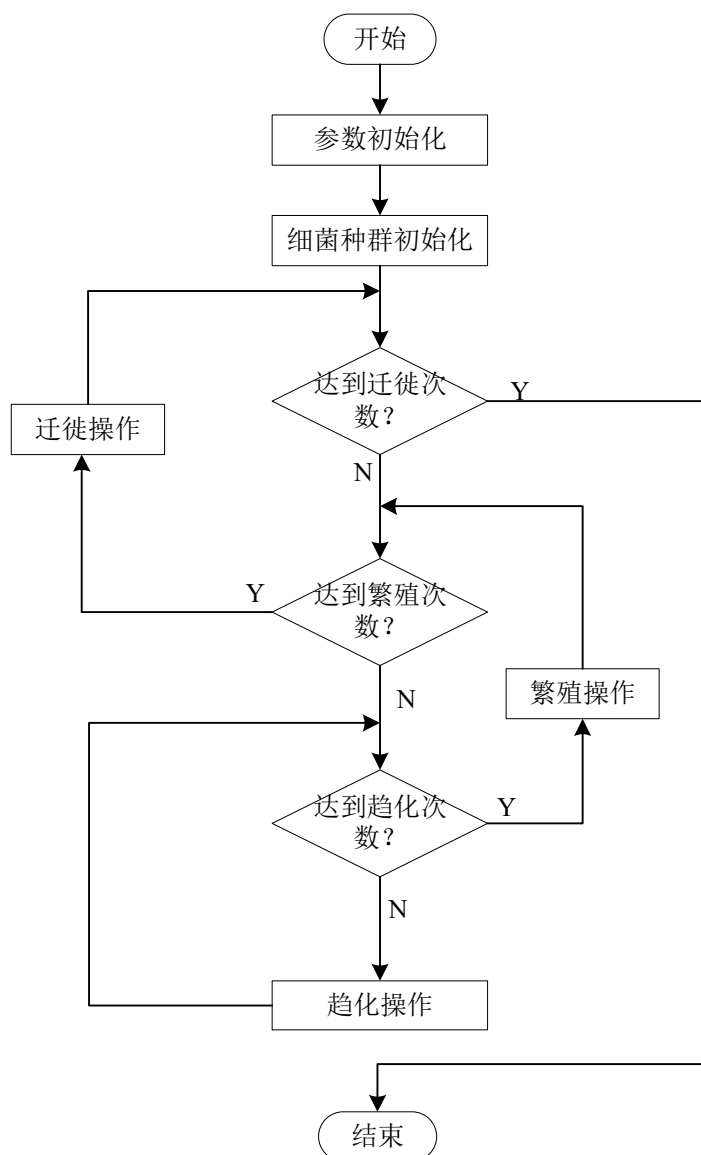 开始
参数初始化
细菌种群初始化
达到迁徙次
数？
Y
迁徙操作
N
达到繁殖次
数？
Y
N
繁殖操作
达到趋化次
数？
Y
N
趋化操作
结束